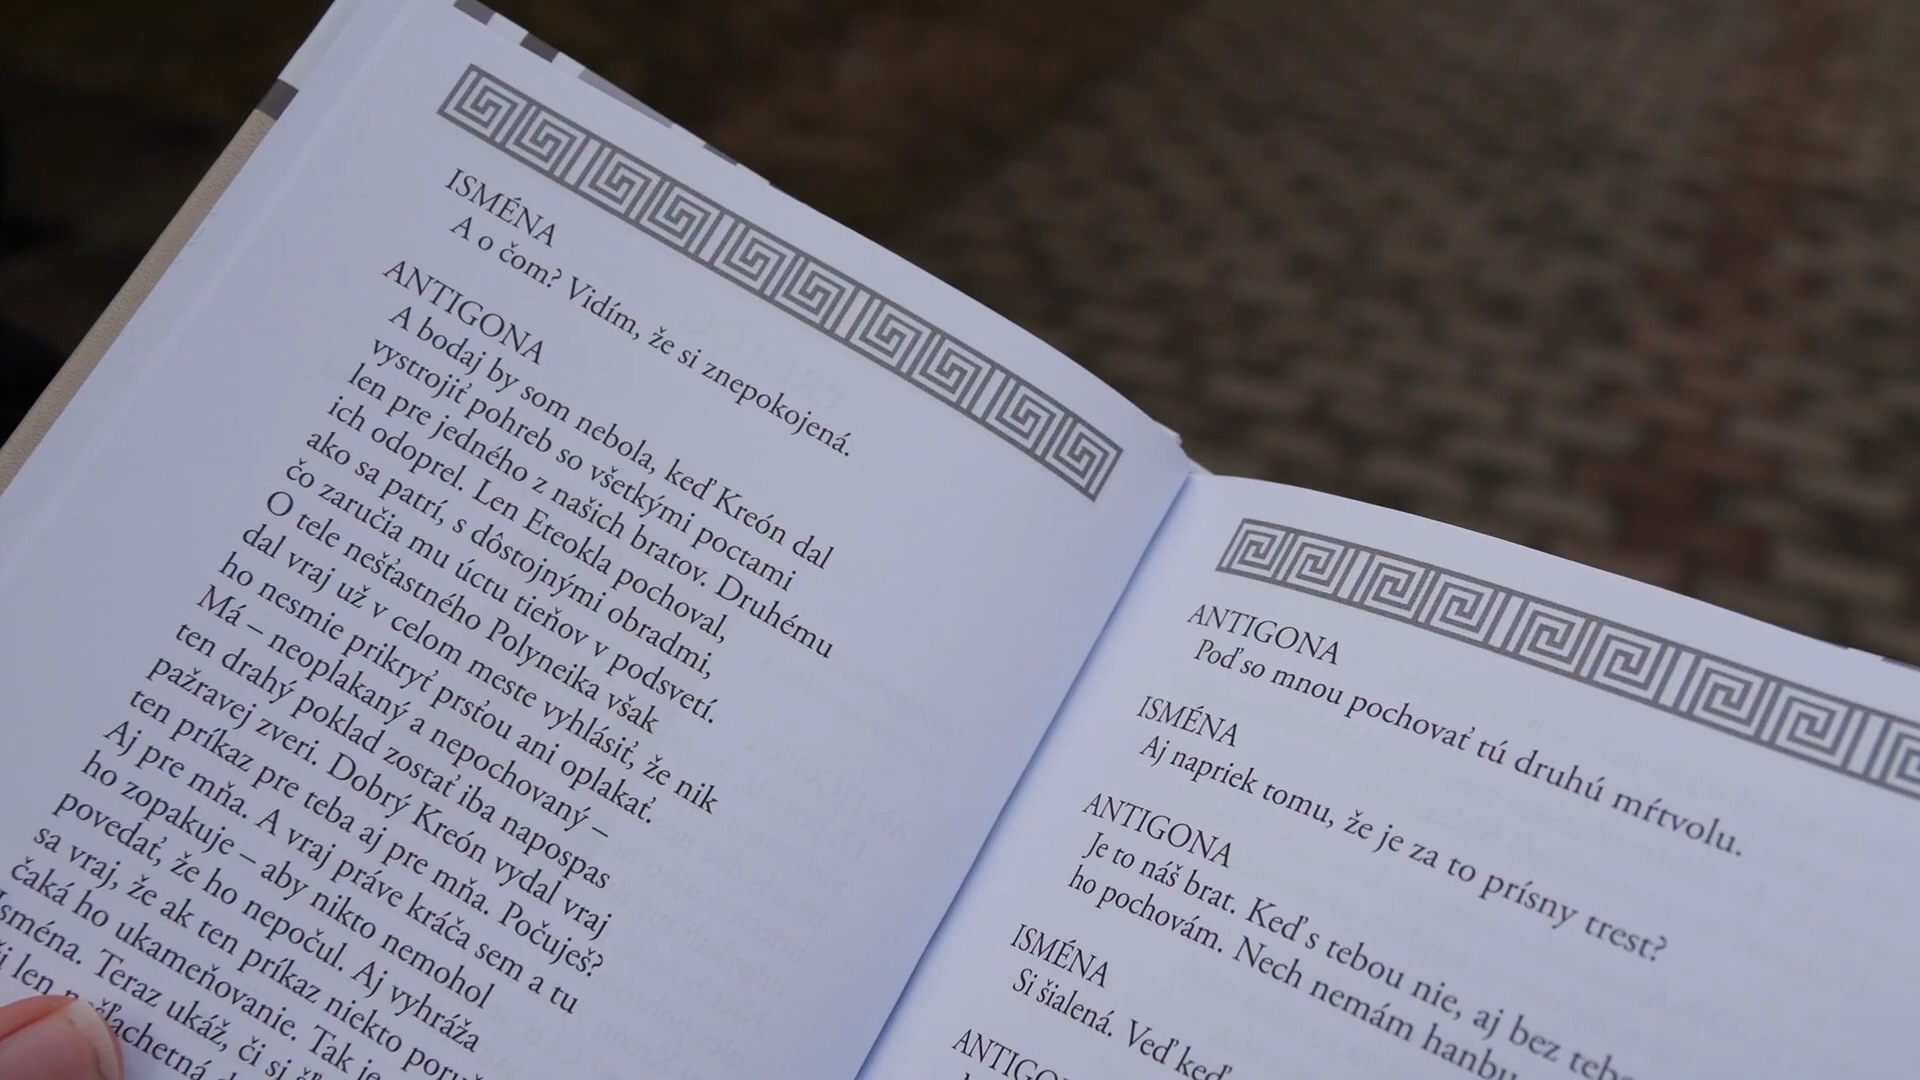 ISMÉNA
A o čom? Vidím, že si znepokojená.
ANTIGONA
A bodaj by som nebola, keď Kreón dal
vystrojiť pohreb so všetkými poctami
len pre jedného z našich bratov. Druhému
ich odoprel. Len Eteokla pochoval,
ako sa patrí, s dôstojnými obradmi,
čo zaručia mu úctu tieňov v podsvetí.
O tele nešťastného Polyneika však
dal vraj už v celom meste vyhlásiť, že nik
ho nesmie prikryť prsťou ani oplakať.
Má – neoplakaný a nepochovaný –
ten drahý poklad zostať iba napospas
pažravej zveri. Dobrý Kreón vydal vraj
ten príkaz pre teba aj pre mňa. Počuješ?
Aj pre mňa. A vraj práve kráča sem a tu
ho zopakuje – aby nikto nemohol
povedať, že ho nepočul. Aj vyhráža
sa vraj, že ak ten príkaz niekto
čaká ho ukameňovanie. Tak je
Isména. Teraz ukáž, či si
len
ANTIGONA
Poď so mnou pochovať tú druhú mŕtvolu.
ISMÉNA
Aj napriek tomu, že je za to prísny trest?
ANTIGONA
Je to náš brat. Keď s tebou nie, aj bez
ho pochovám. Nech nemám hanbu
ISMÉNA
Si šialená. Veď keď